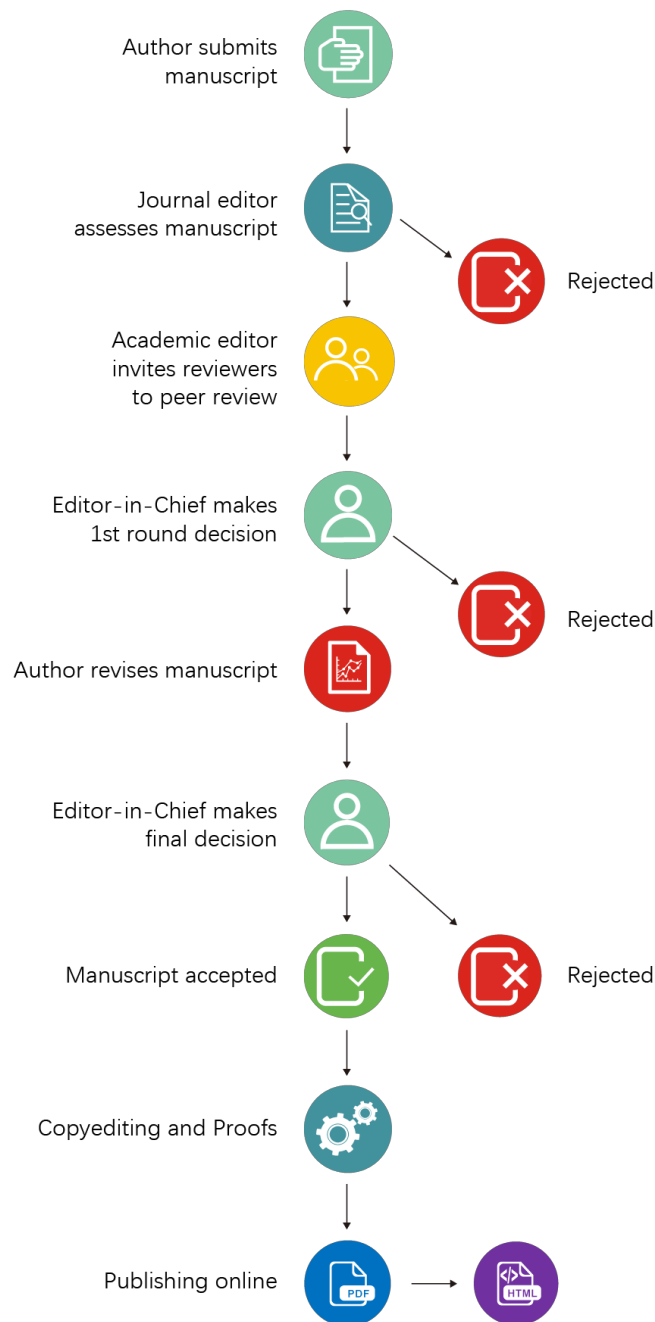 Author submits
manuscript
Journal editor
assesses manuscript
Rejected
Academic editor
invites reviewers
to peer review
Editor-in-Chief makes
1st round decision
Rejected
Author revises manuscript
Editor-in-Chief makes
final decision
Manuscript accepted
Rejected
Copyediting and Proofs
Publishing online
PDF
</>
HTML